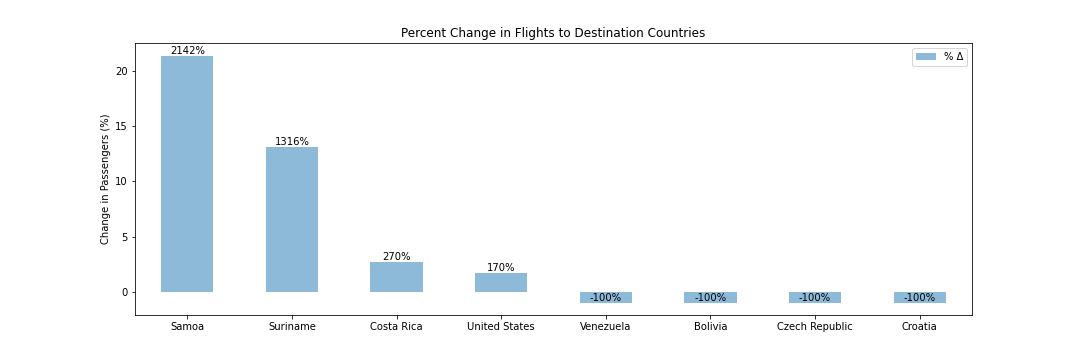 Percent Change in Flights to Destination Countries
% Δ
Change in Passengers (%)
20
15
10
5
0
2142%
1316%
270%
170%
-100%
-100%
-100%
-100%
Samoa
Suriname
Costa Rica
United States
Venezuela
Bolivia
Czech Republic
Croatia